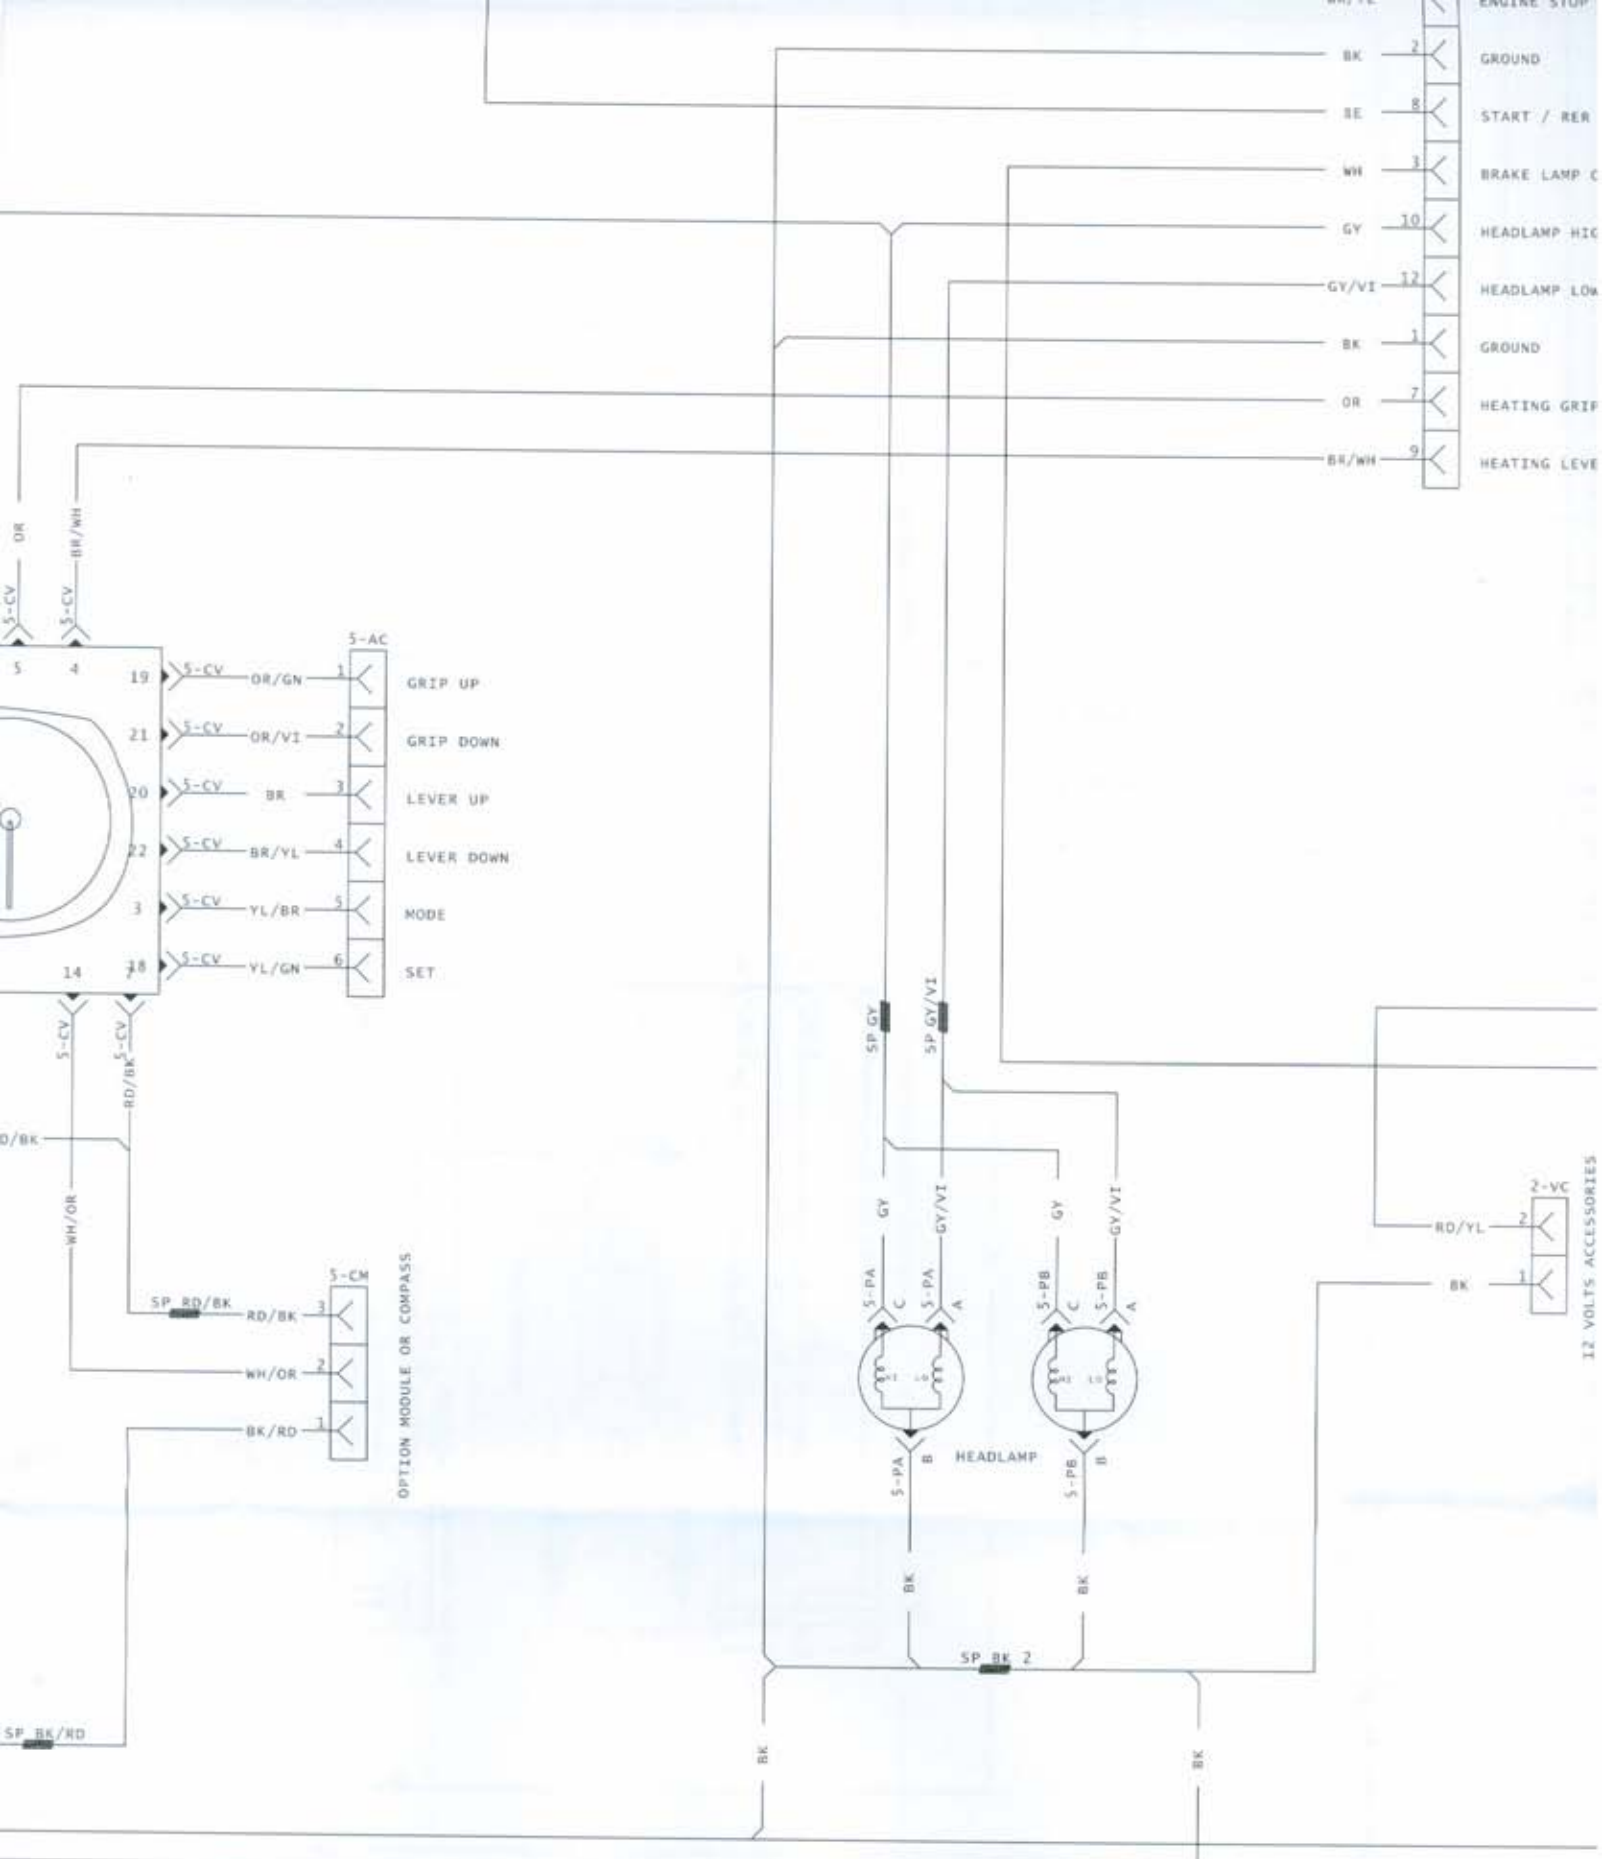 ENGINE STOP
BK 2 GROUND
BE 8 START / RER
WH 3 BRAKE LAMP C
GY 10 HEADLAMP HIG
GY/VI 12 HEADLAMP LOW
BK 1 GROUND
OR 7 HEATING GRIP
BR/WH 9 HEATING LEVE
OR
BR/WH
5-CV
5-CV
5-AC
5 4
19 5-CV OR/GN 1 GRIP UP
21 5-CV OR/VI 2 GRIP DOWN
20 5-CV BR 3 LEVER UP
22 5-CV BR/YL 4 LEVER DOWN
3 5-CV YL/BR 5 MODE
18 5-CV YL/GN 6 SET
14 7
5-CV
5-CV
RD/BK
D/BK
WH/OR
SP GY
SP GY/VI
GY
GY/VI
GY
GY/VI
5-PA C
5-PA A
5-PB C
5-PB A
HI LO
HI LO
5-PA B
HEADLAMP
5-PB B
BK
BK
SP BK 2
2-VC
RD/YL 2
BK 1
12 VOLTS ACCESSORIES
5-CM
SP RD/BK RD/BK 3
WH/OR 2
BK/RD 1
OPTION MODULE OR COMPASS
SP BK/RD
BK
BK